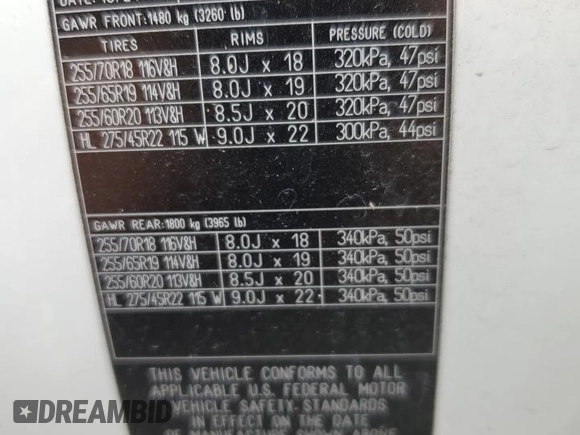 GAWR FRONT:1480 kg (3260 lb)
TIRES RIMS PRESSURE (COLD)
255/70R18 116V&H 8.0J x 18 320kPa, 47psi
255/65R19 114V&H 8.0J x 19 320kPa, 47psi
255/60R20 113V&H 8.5J x 20 320kPa, 47psi
HL 275/45R22 115 W 9.0J x 22 300kPa, 44psi
GAWR REAR:1800 kg (3965 lb)
255/70R18 116V&H 8.0J x 18 340kPa, 50psi
255/65R19 114V&H 8.0J x 19 340kPa, 50psi
255/60R20 113V&H 8.5J x 20 340kPa, 50psi
HL 275/45R22 115 W 9.0J x 22 340kPa, 50psi
THIS VEHICLE CONFORMS TO ALL
APPLICABLE U.S. FEDERAL MOTOR
VEHICLE SAFETY STANDARDS
IN EFFECT ON THE DATE
OF MANUFACTURE SHOWN ABOVE
DREAMBID